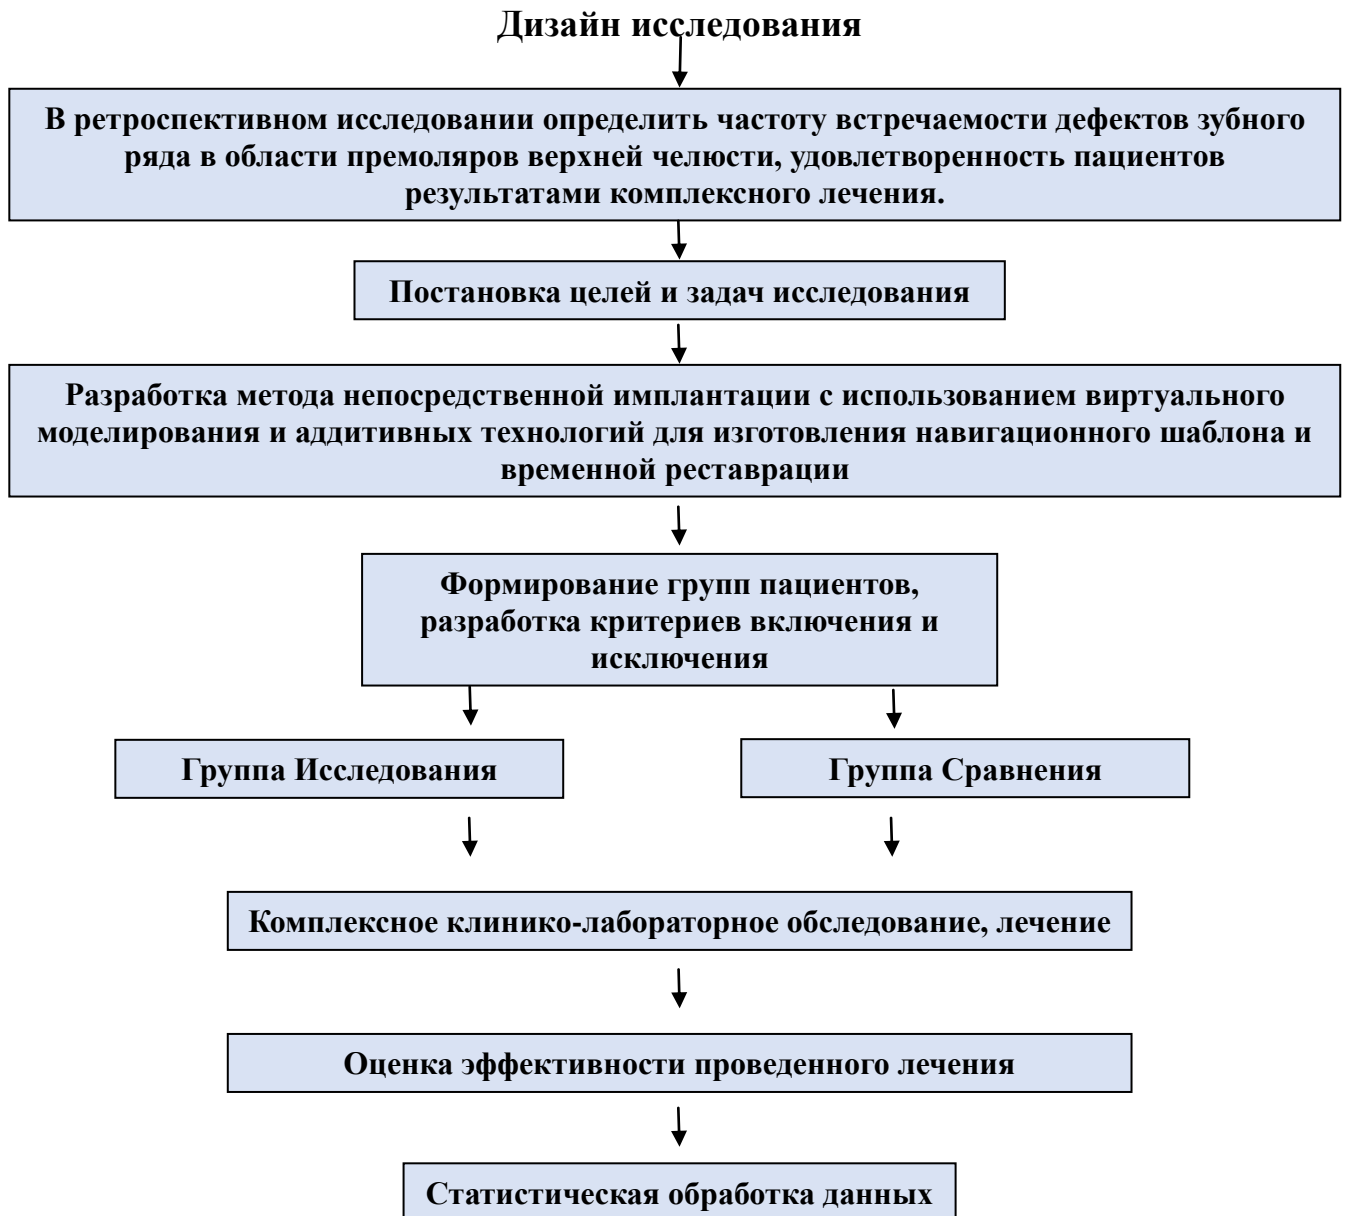 Дизайн исследования
В ретроспективном исследовании определить частоту встречаемости дефектов зубного
ряда в области премоляров верхней челюсти, удовлетворенность пациентов
результатами комплексного лечения.
Постановка целей и задач исследования
Разработка метода непосредственной имплантации с использованием виртуального
моделирования и аддитивных технологий для изготовления навигационного шаблона и
временной реставрации
Формирование групп пациентов,
разработка критериев включения и
исключения
Группа Исследования
Группа Сравнения
Комплексное клинико-лабораторное обследование, лечение
Оценка эффективности проведенного лечения
Статистическая обработка данных